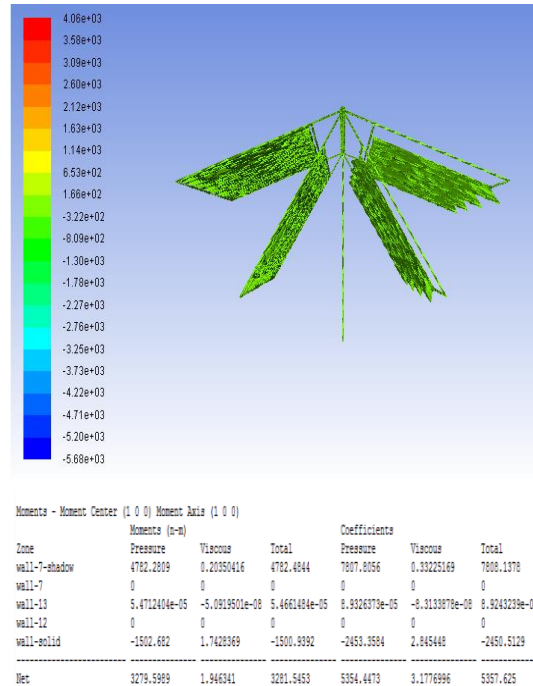 4.06e+03
3.58e+03
3.09e+03
2.60e+03
2.12e+03
1.63e+03
1.14e+03
6.53e+02
1.66e+02
-3.22e+02
-8.09e+02
-1.30e+03
-1.78e+03
-2.27e+03
-2.76e+03
-3.25e+03
-3.73e+03
-4.22e+03
-4.71e+03
-5.20e+03
-5.68e+03
Moments - Moment Center (1 0 0) Moment Axis (1 0 0)
Moments (n-m) Coefficients
Zone Pressure Viscous Total Pressure Viscous Total
wall-7-shadow 4782.2809 0.20350416 4782.4844 7807.8056 0.33225169 7808.1378
wall-7 0 0 0 0 0 0
wall-13 5.4712404e-05 -5.0919501e-08 5.4661484e-05 8.9326373e-05 -8.3133878e-08 8.9243239e-0
wall-12 0 0 0 0 0 0
wall-solid -1502.682 1.7428369 -1500.9392 -2453.3584 2.845448 -2450.5129
Net 3279.5989 1.946341 3281.5453 5354.4473 3.1776996 5357.625